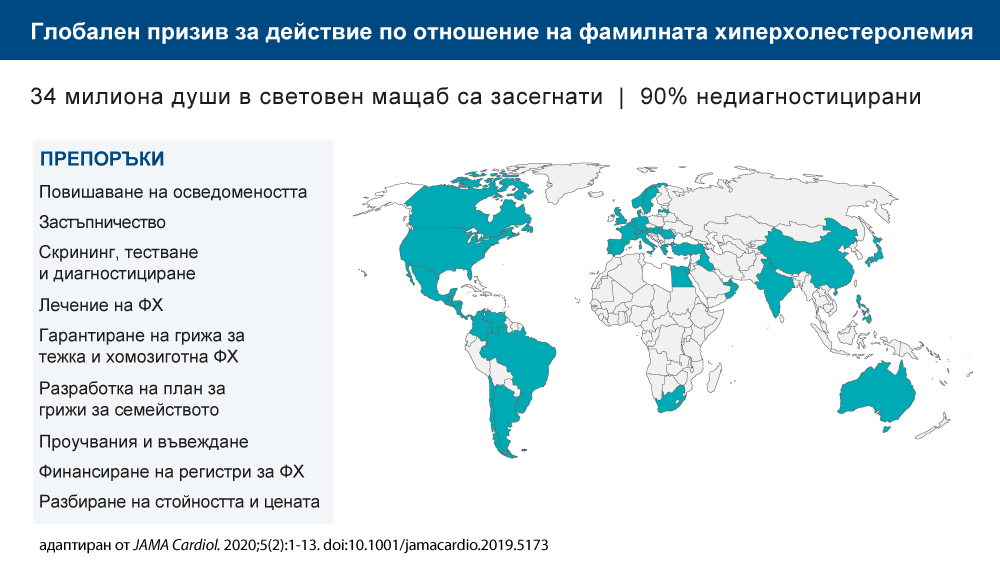 Глобален призив за действие по отношение на фамилната хиперхолестеролемия
34 милиона души в световен мащаб са засегнати | 90% недиагностицирани
ПРЕПОРЪКИ
Повишаване на осведомеността
Застъпничество
Скрининг, тестване
и диагностициране
Лечение на ФХ
Гарантиране на грижа за
тежка и хомозиготна ФХ
Разработка на план за
грижи за семейството
Проучвания и въвеждане
Финансиране на регистри за ФХ
Разбиране на стойността и цената
адаптиран от JAMA Cardiol. 2020;5(2):1-13. doi:10.1001/jamacardio.2019.5173